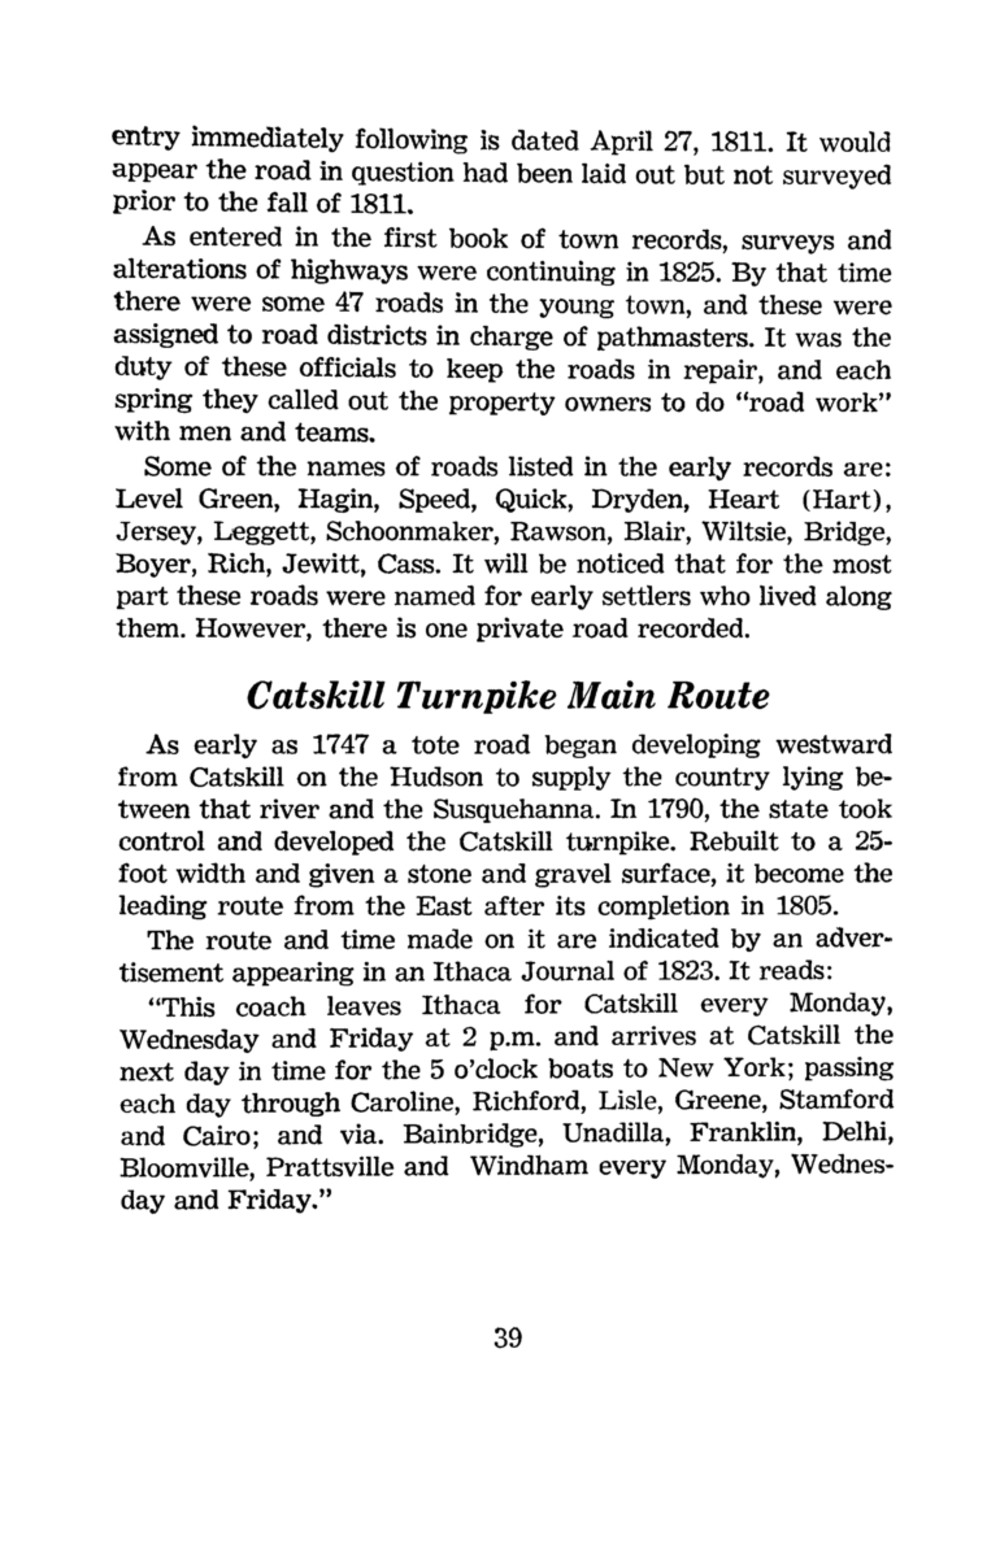 entry immediately following is dated April 27, 1811. It would
appear the road in question had been laid out but not surveyed
prior to the fall of 1811.
As entered in the first book of town records, surveys and
alterations of highways were continuing in 1825. By that time
there were some 47 roads in the young town, and these were
assigned to road districts in charge of pathmasters. It was the
duty of these officials to keep the roads in repair, and each
spring they called out the property owners to do “road work”
with men and teams.
Some of the names of roads listed in the early records are:
Level Green, Hagin, Speed, Quick, Dryden, Heart (Hart),
Jersey, Leggett, Schoonmaker, Rawson, Blair, Wiltsie, Bridge,
Boyer, Rich, Jewitt, Cass. It will be noticed that for the most
part these roads were named for early settlers who lived along
them. However, there is one private road recorded.
Catskill Turnpike Main Route
As early as 1747 a tote road began developing westward
from Catskill on the Hudson to supply the country lying be-
tween that river and the Susquehanna. In 1790, the state took
control and developed the Catskill turnpike. Rebuilt to a 25-
foot width and given a stone and gravel surface, it become the
leading route from the East after its completion in 1805.
The route and time made on it are indicated by an adver-
tisement appearing in an Ithaca Journal of 1823. It reads:
“This coach leaves Ithaca for Catskill every Monday,
Wednesday and Friday at 2 p.m. and arrives at Catskill the
next day in time for the 5 o’clock boats to New York; passing
each day through Caroline, Richford, Lisle, Greene, Stamford
and Cairo; and via. Bainbridge, Unadilla, Franklin, Delhi,
Bloomville, Prattsville and Windham every Monday, Wednes-
day and Friday.”
39